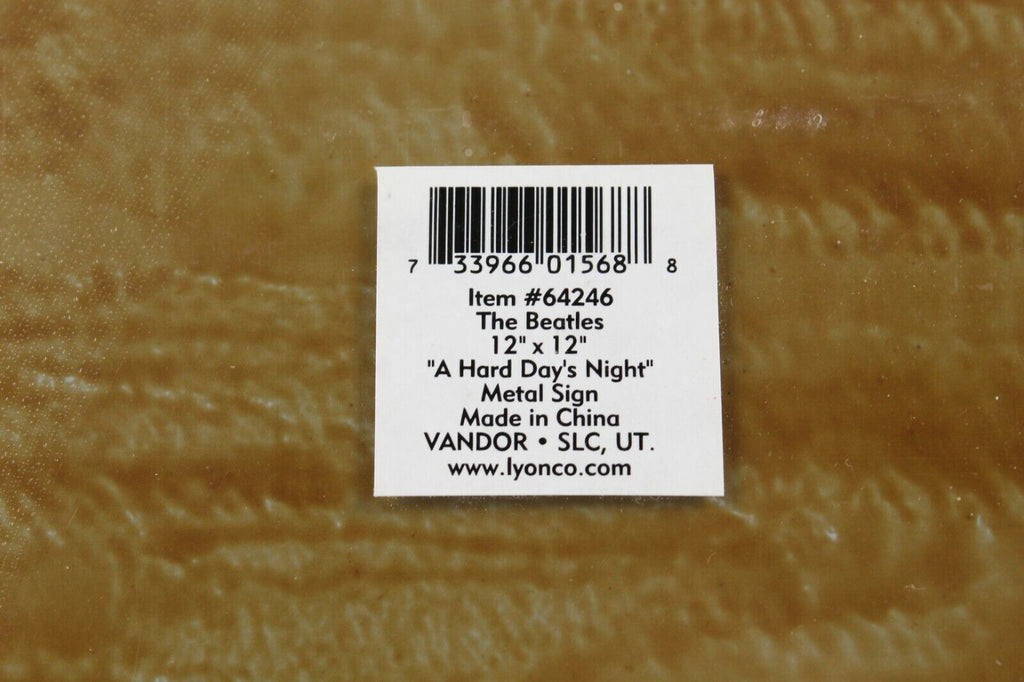 7 33966 01568 8
Item #64246
The Beatles
12" x 12"
"A Hard Day's Night"
Metal Sign
Made in China
VANDOR • SLC, UT.
www.lyonco.com